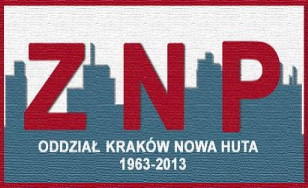 ZNP
ODDZIAŁ KRAKÓW NOWA HUTA
1963-2013